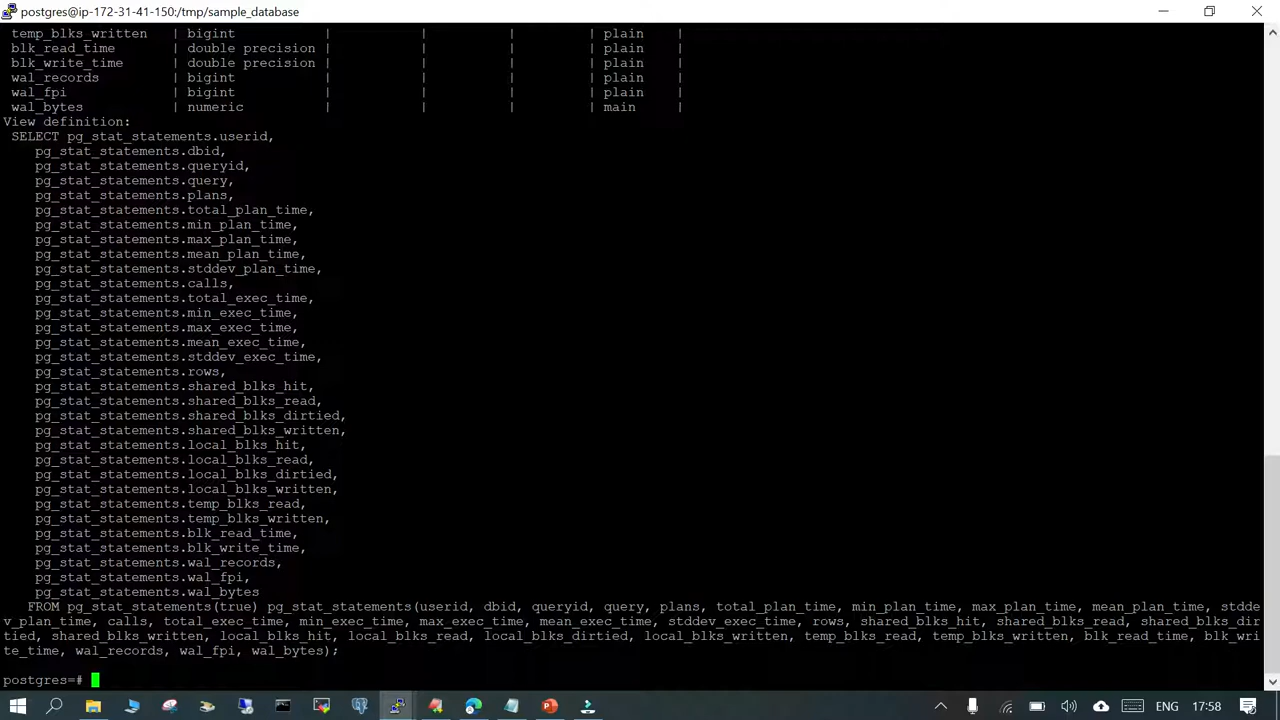 postgres@ip-172-31-41-150:/tmp/sample_database
temp_blks_written | bigint | | | | plain |
blk_read_time | double precision | | | | plain |
blk_write_time | double precision | | | | plain |
wal_records | bigint | | | | plain |
wal_fpi | bigint | | | | plain |
wal_bytes | numeric | | | | main |
View definition:
SELECT pg_stat_statements.userid,
pg_stat_statements.dbid,
pg_stat_statements.queryid,
pg_stat_statements.query,
pg_stat_statements.plans,
pg_stat_statements.total_plan_time,
pg_stat_statements.min_plan_time,
pg_stat_statements.max_plan_time,
pg_stat_statements.mean_plan_time,
pg_stat_statements.stddev_plan_time,
pg_stat_statements.calls,
pg_stat_statements.total_exec_time,
pg_stat_statements.min_exec_time,
pg_stat_statements.max_exec_time,
pg_stat_statements.mean_exec_time,
pg_stat_statements.stddev_exec_time,
pg_stat_statements.rows,
pg_stat_statements.shared_blks_hit,
pg_stat_statements.shared_blks_read,
pg_stat_statements.shared_blks_dirtied,
pg_stat_statements.shared_blks_written,
pg_stat_statements.local_blks_hit,
pg_stat_statements.local_blks_read,
pg_stat_statements.local_blks_dirtied,
pg_stat_statements.local_blks_written,
pg_stat_statements.temp_blks_read,
pg_stat_statements.temp_blks_written,
pg_stat_statements.blk_read_time,
pg_stat_statements.blk_write_time,
pg_stat_statements.wal_records,
pg_stat_statements.wal_fpi,
pg_stat_statements.wal_bytes
FROM pg_stat_statements(true) pg_stat_statements(userid, dbid, queryid, query, plans, total_plan_time, min_plan_time, max_plan_time, mean_plan_time, stdde
v_plan_time, calls, total_exec_time, min_exec_time, max_exec_time, mean_exec_time, stddev_exec_time, rows, shared_blks_hit, shared_blks_read, shared_blks_dir
tied, shared_blks_written, local_blks_hit, local_blks_read, local_blks_dirtied, local_blks_written, temp_blks_read, temp_blks_written, blk_read_time, blk_wri
te_time, wal_records, wal_fpi, wal_bytes);
postgres=#
ENG 17:58